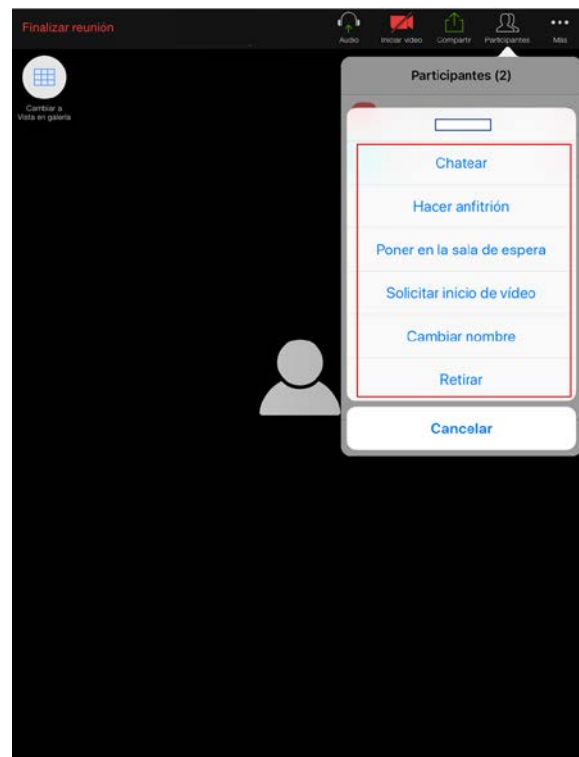 Finalizar reunión
Audio
Iniciar video
Compartir
Participantes
Más
Cambiar a
Vista en galería
Participantes (2)
Chatear
Hacer anfitrión
Poner en la sala de espera
Solicitar inicio de vídeo
Cambiar nombre
Retirar
Cancelar